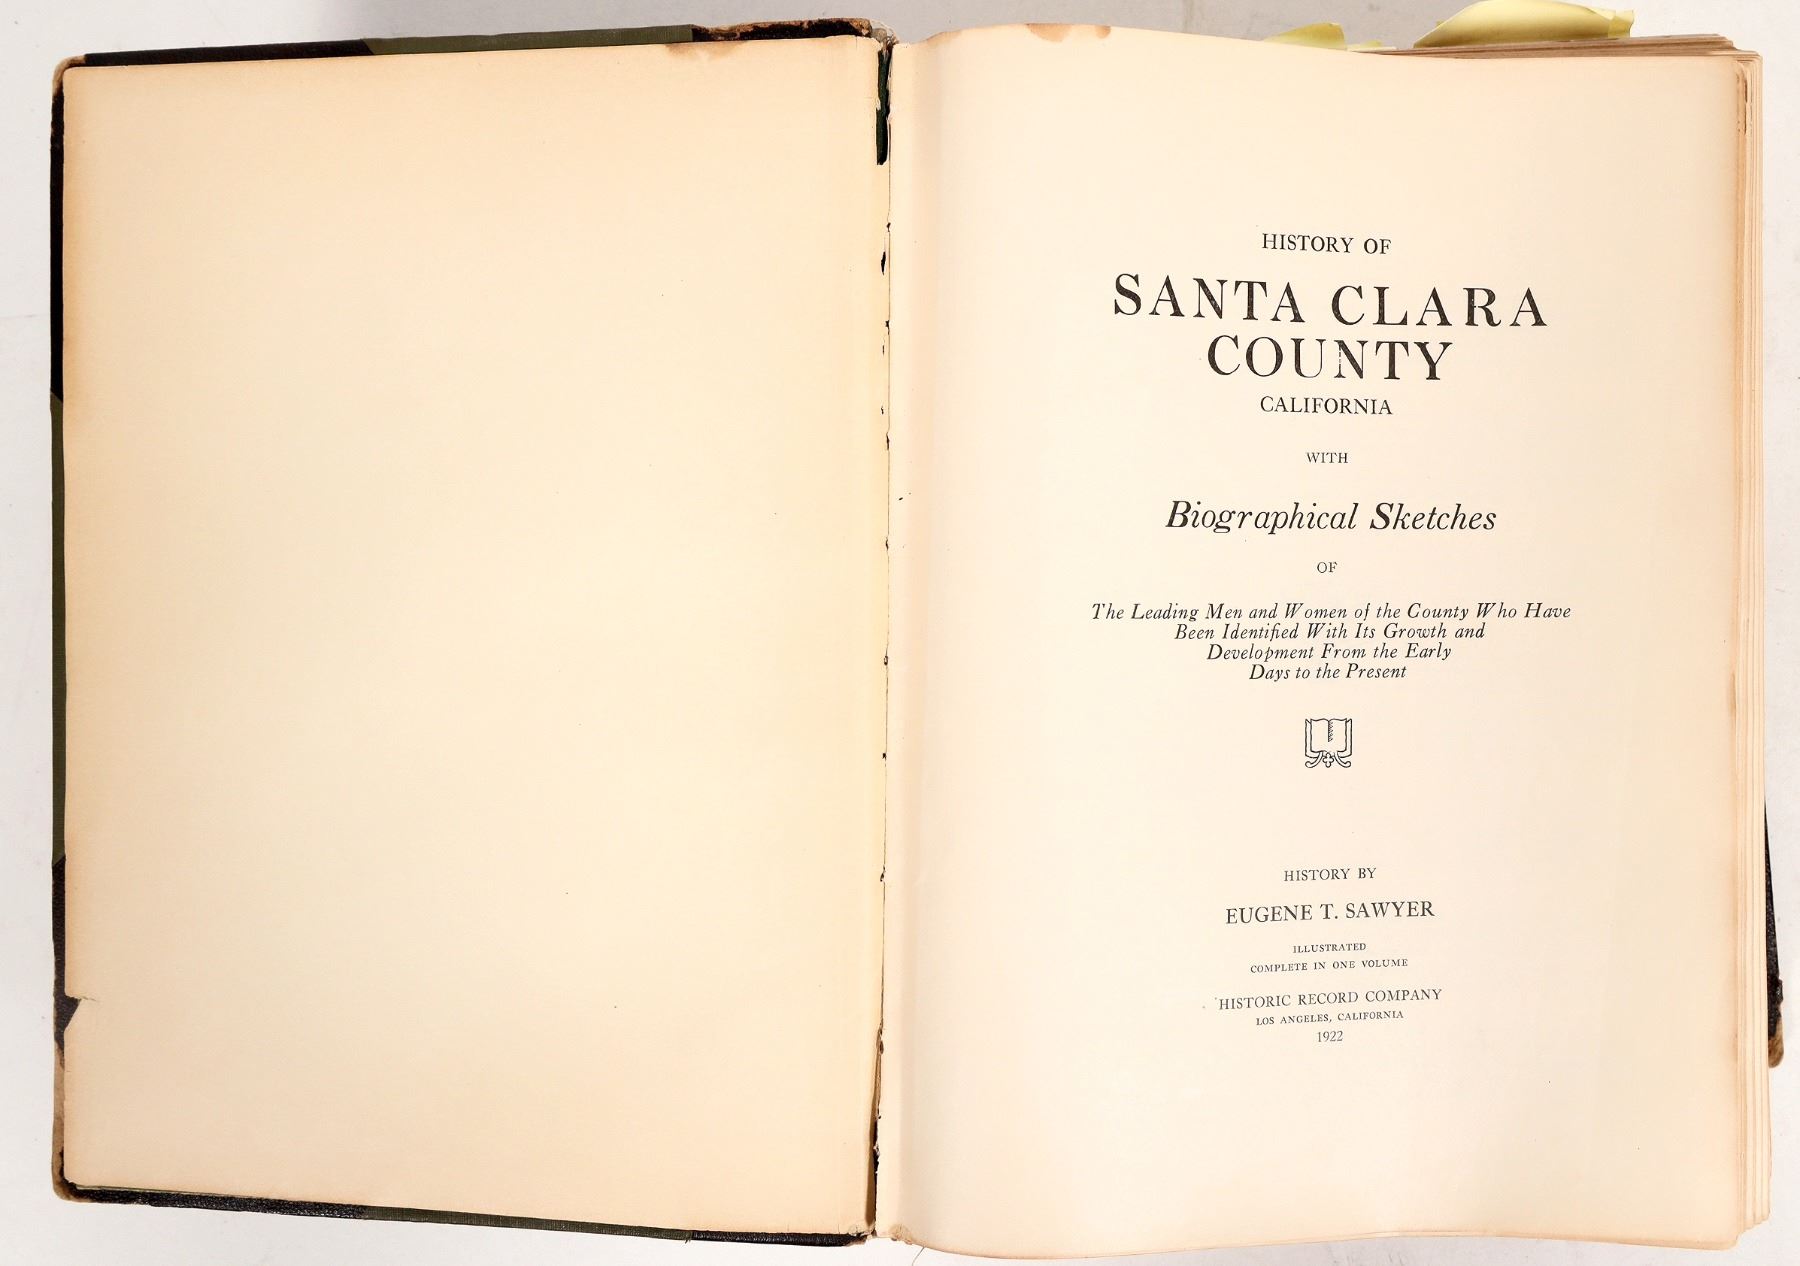 HISTORY OF
SANTA CLARA
COUNTY
CALIFORNIA
WITH
Biographical Sketches
OF
The Leading Men and Women of the County Who Have
Been Identified With Its Growth and
Development From the Early
Days to the Present
HISTORY BY
EUGENE T. SAWYER
ILLUSTRATED
COMPLETE IN ONE VOLUME
HISTORIC RECORD COMPANY
LOS ANGELES, CALIFORNIA
1922